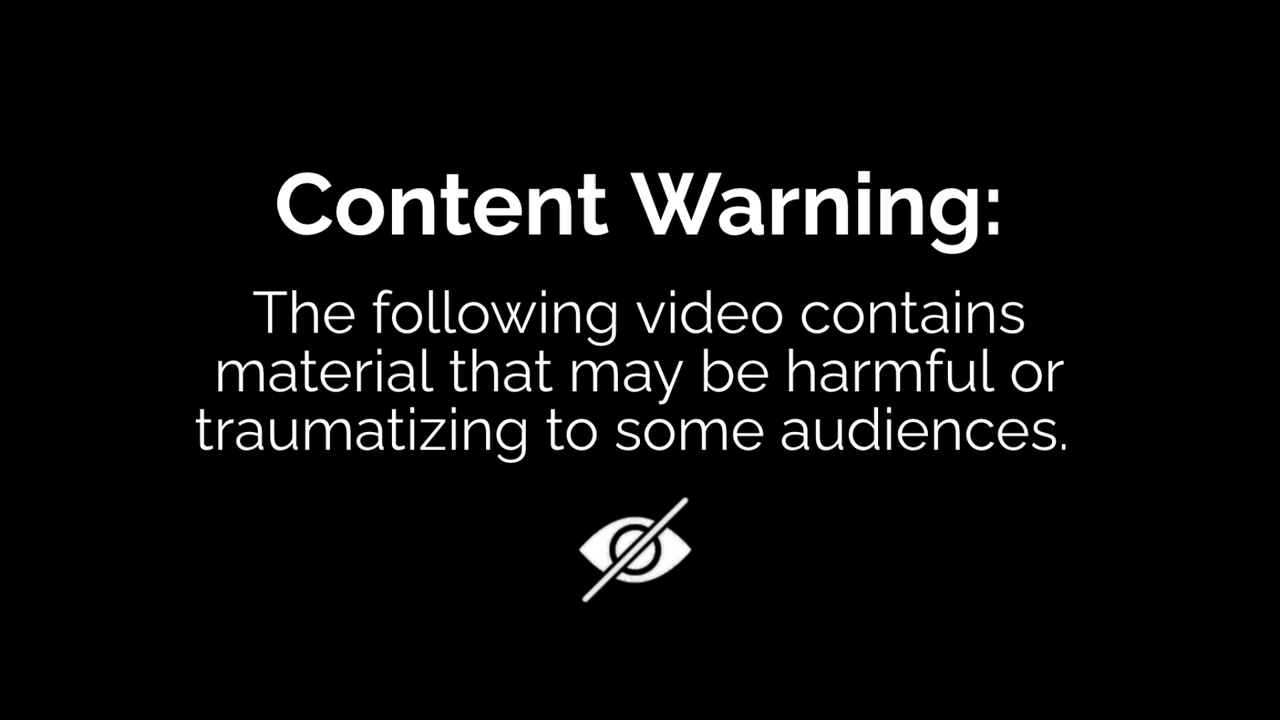 Content Warning:
The following video contains
material that may be harmful or
traumatizing to some audiences.